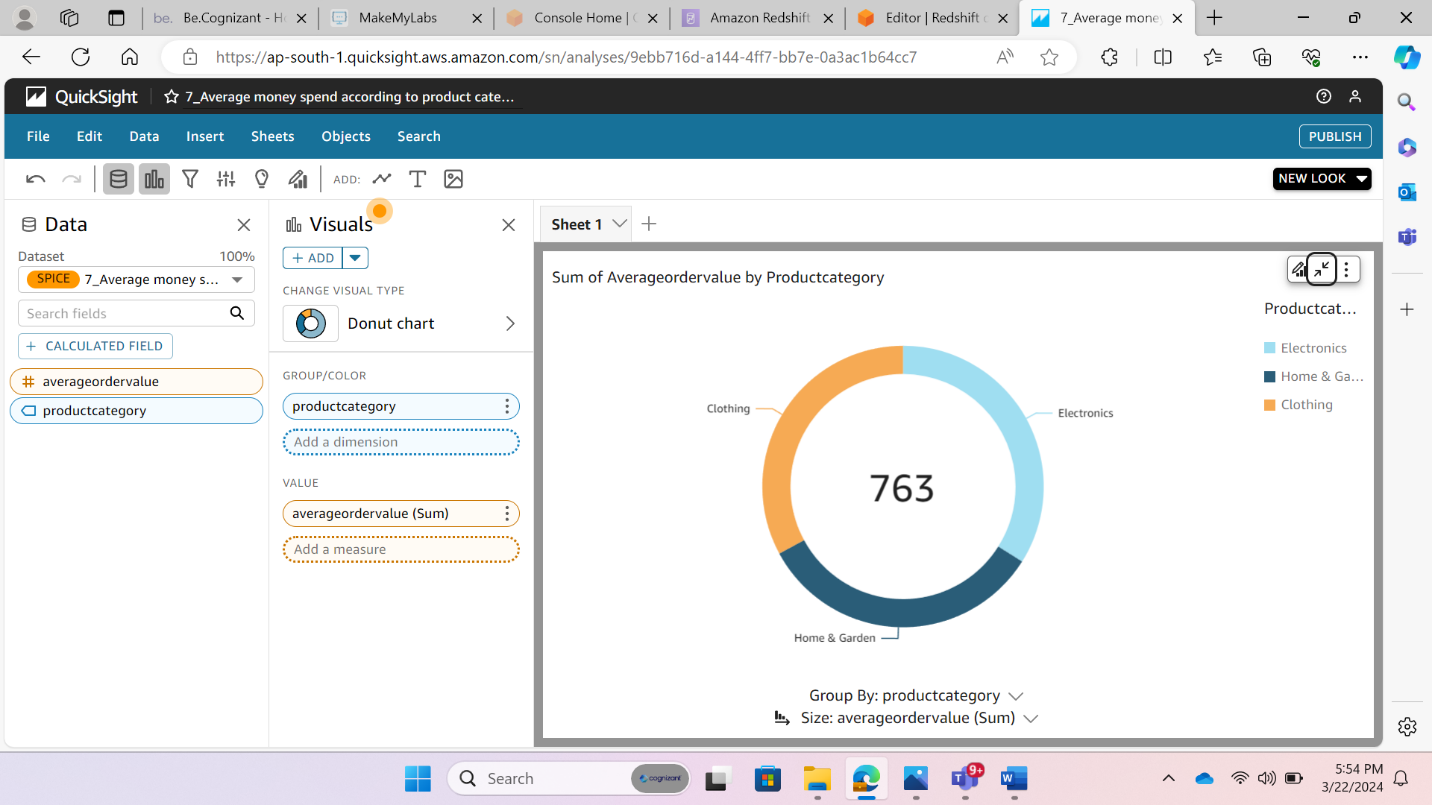 be. Be.Cognizant - H
MakeMyLabs
Console Home | 
Amazon Redshift
Editor | Redshift
7_Average money
https://ap-south-1.quicksight.aws.amazon.com/sn/analyses/9ebb716d-a144-4ff7-bb7e-0a3ac1b64cc7
QuickSight
7_Average money spend according to product cate...
File Edit Data Insert Sheets Objects Search PUBLISH
ADD: T NEW LOOK
Data
Dataset 100%
SPICE 7_Average money s...
Search fields
+ CALCULATED FIELD
# averageordervalue
productcategory
Visuals
+ ADD
CHANGE VISUAL TYPE
Donut chart
GROUP/COLOR
productcategory
Add a dimension
VALUE
averageordervalue (Sum)
Add a measure
Sheet 1
Sum of Averageordervalue by Productcategory
Productcat...
Electronics
Home & Ga...
Clothing
Clothing
Electronics
763
Home & Garden
Group By: productcategory
Size: averageordervalue (Sum)
Search
cognizant
9+
5:54 PM
3/22/2024